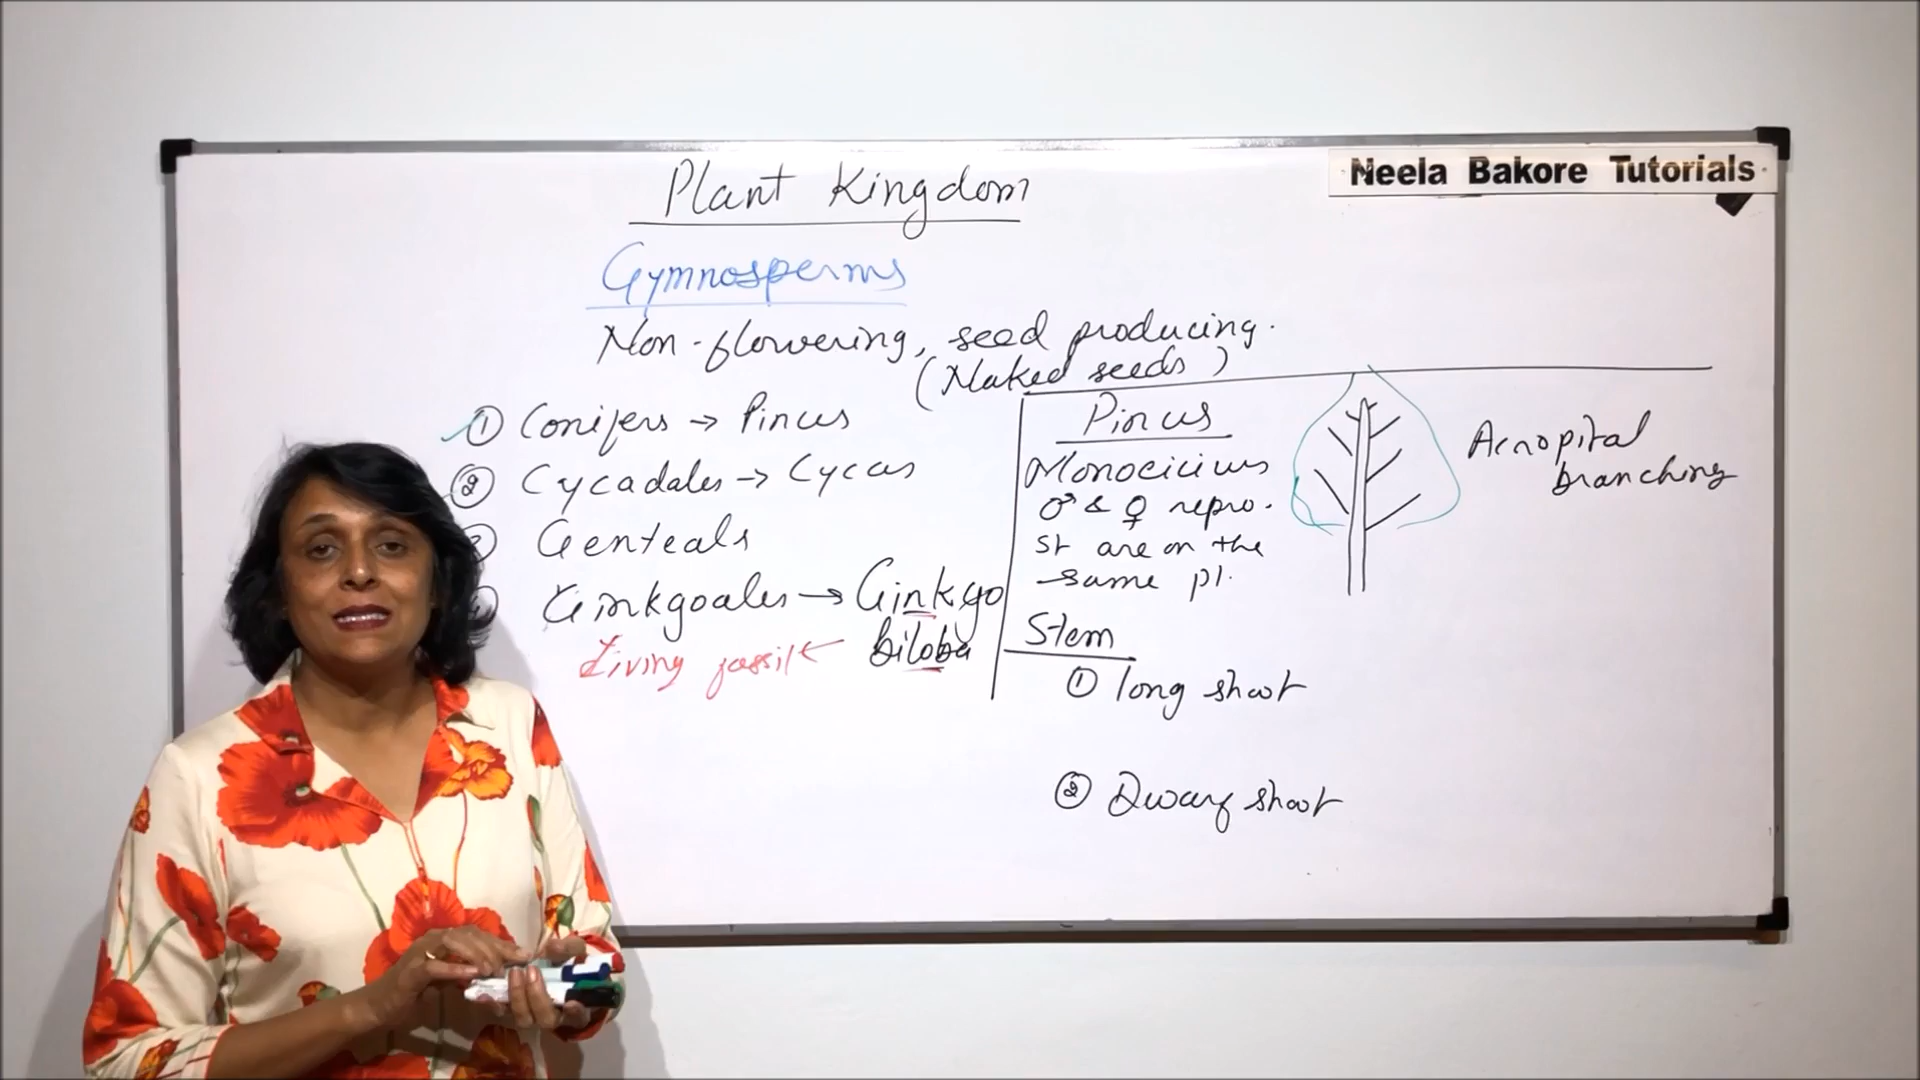 Plant Kingdom
Neela Bakore Tutorials
Gymnosperms
Non-flowering, seed producing.
(Naked seeds)
① Conifers → Pinus
② Cycadales → Cycas
Genteals
Ginkgoales → Ginkgo
biloba
Living fossil ←
Pinus
Monocicius
♂ & ♀ repro.
st are on the
same pl.
Acropital
branching
Stem
① long shoot
② Dwarf shoot